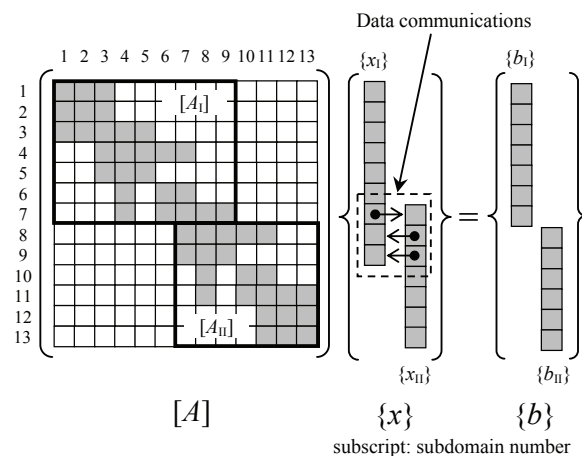 Data communications
1 2 3 4 5 6 7 8 9 10 11 12 13
{x_I}
{b_I}
1
2
3
4
5
6
7
8
9
10
11
12
13
[A_I]
[A_II]
=
{x_II}
{b_II}
[A]
{x}
{b}
subscript: subdomain number